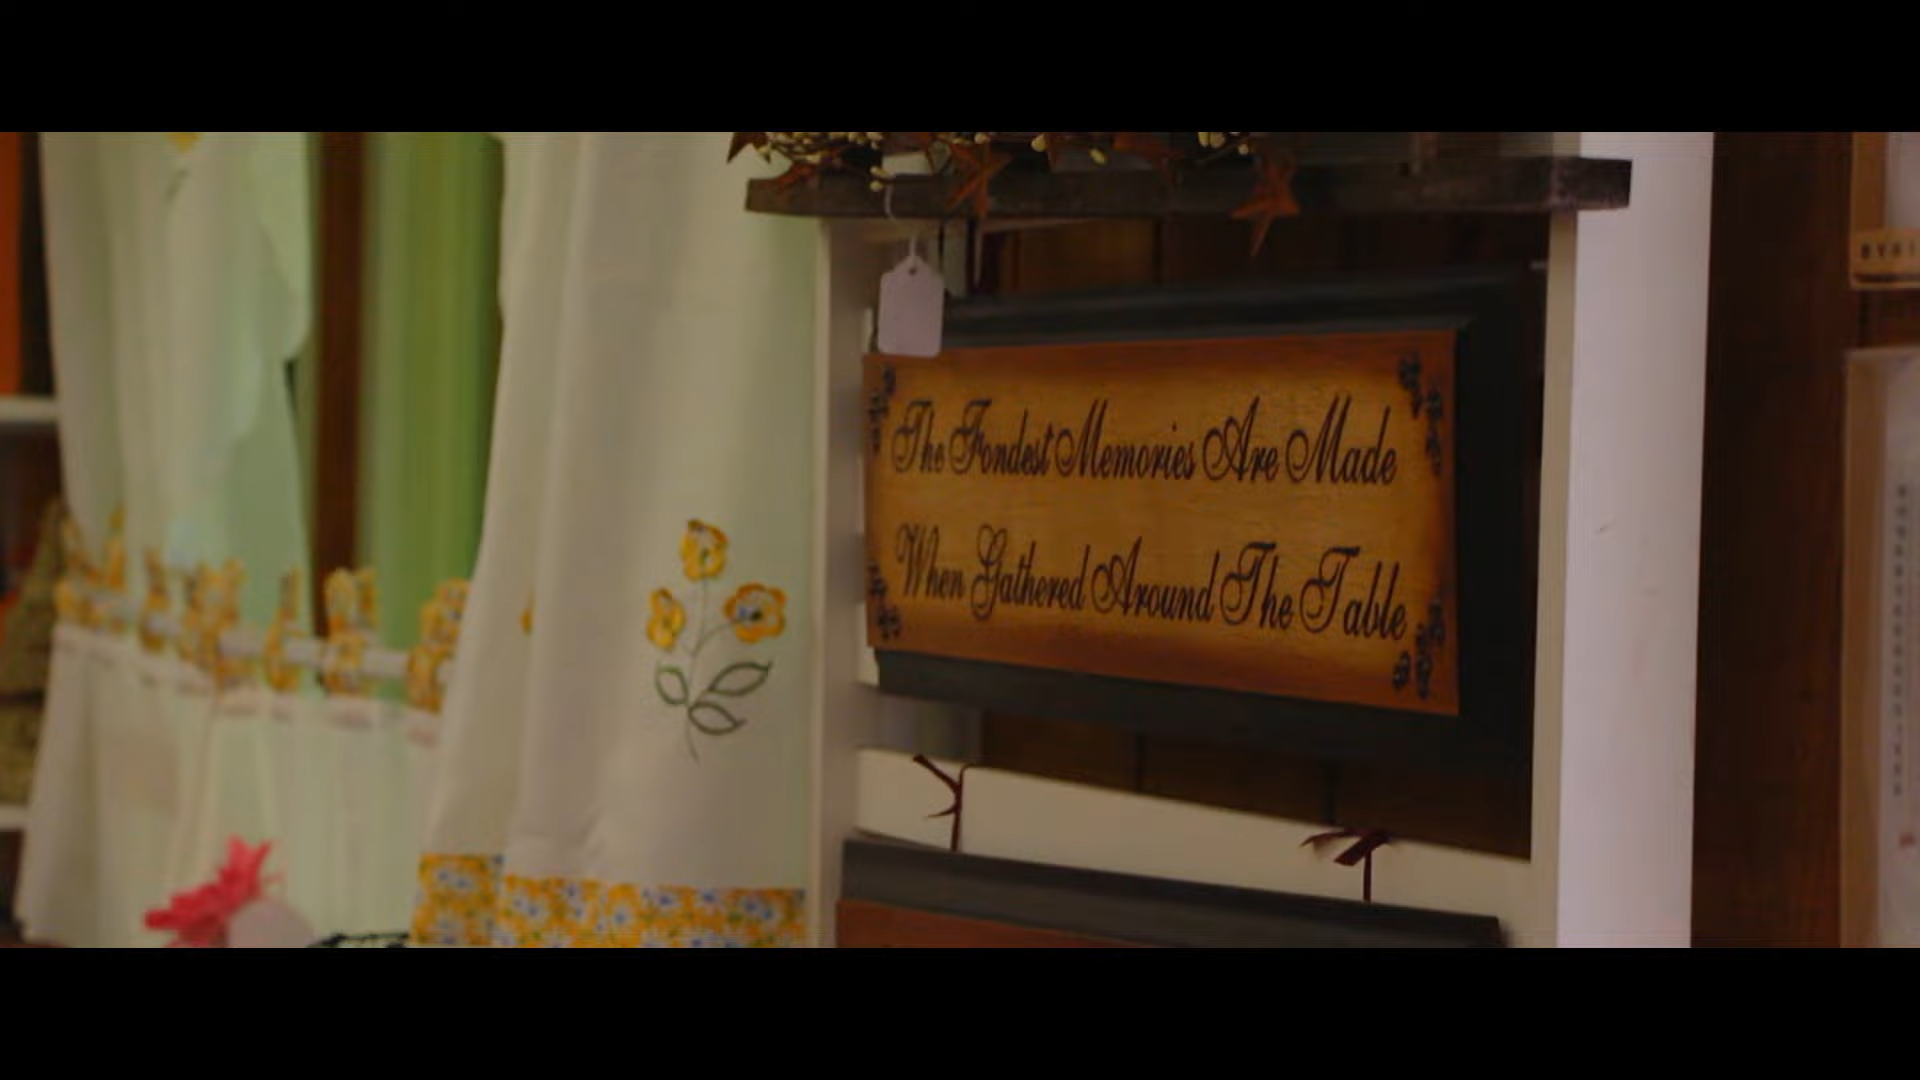 The Fondest Memories Are Made
When Gathered Around The Table